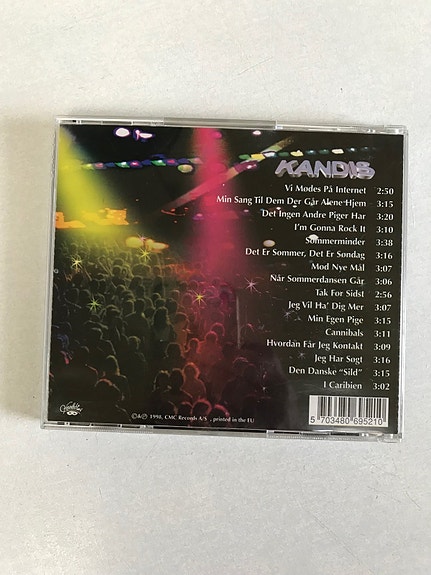 KANDIS
Vi Mødes På Internet 2:50
Min Sang Til Dem Der Går Alene Hjem 3:15
Det Ingen Andre Piger Har 3:20
I'm Gonna Rock It 3:10
Sommerminder 3:38
Det Er Sommer, Det Er Søndag 3:16
Mod Nye Mål 3:07
Når Sommerdansen Går 3:06
Tak For Sidst 2:56
Jeg Vil Ha' Dig Mer 3:07
Min Egen Pige 3:15
Cannibals 3:11
Hvordan Får Jeg Kontakt 3:09
Jeg Har Søgt 3:16
Den Danske "Sild" 3:15
I Caribien 3:02
©&℗ 1998, CMC Records A/S , printed in the EU
5 703480 695210